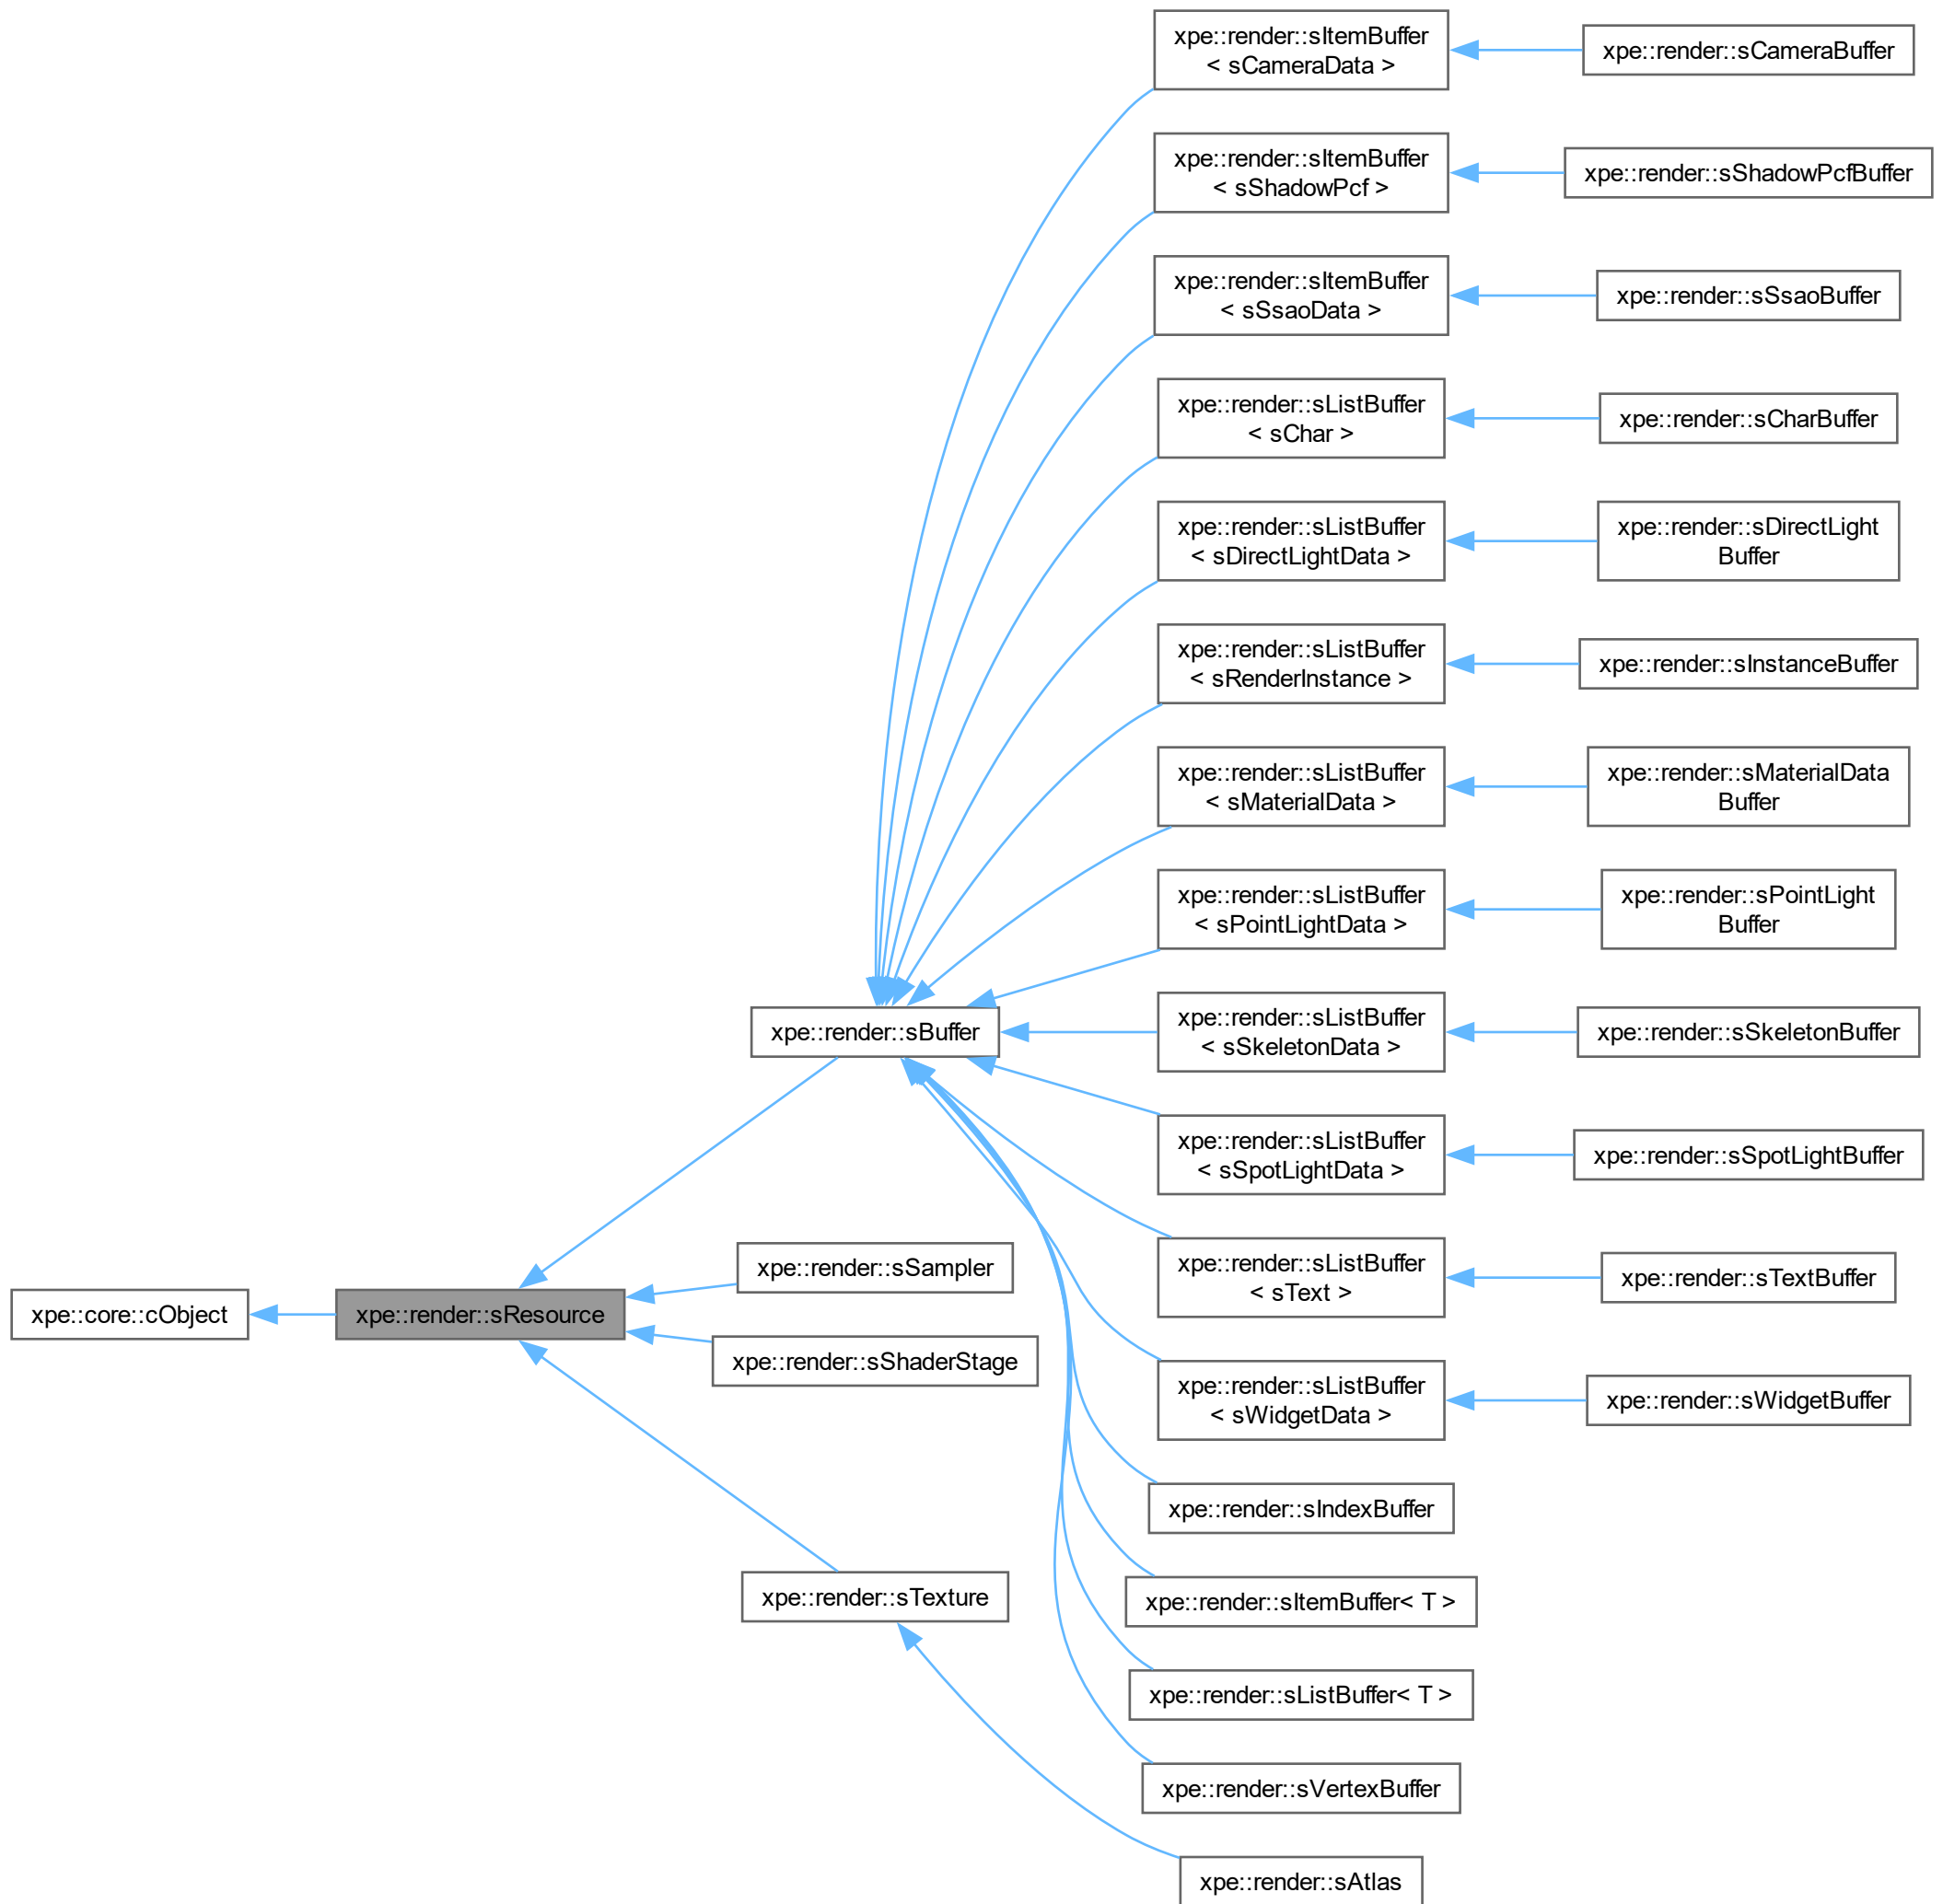 xpe::render::sItemBuffer
< sCameraData >
xpe::render::sCameraBuffer
xpe::render::sItemBuffer
< sShadowPcf >
xpe::render::sShadowPcfBuffer
xpe::render::sItemBuffer
< sSsaoData >
xpe::render::sSsaoBuffer
xpe::render::sListBuffer
< sChar >
xpe::render::sCharBuffer
xpe::render::sListBuffer
< sDirectLightData >
xpe::render::sDirectLight
Buffer
xpe::render::sListBuffer
< sRenderInstance >
xpe::render::sInstanceBuffer
xpe::render::sListBuffer
< sMaterialData >
xpe::render::sMaterialData
Buffer
xpe::render::sListBuffer
< sPointLightData >
xpe::render::sPointLight
Buffer
xpe::render::sBuffer
xpe::render::sListBuffer
< sSkeletonData >
xpe::render::sSkeletonBuffer
xpe::render::sListBuffer
< sSpotLightData >
xpe::render::sSpotLightBuffer
xpe::render::sSampler
xpe::render::sListBuffer
< sText >
xpe::render::sTextBuffer
xpe::core::cObject
xpe::render::sResource
xpe::render::sShaderStage
xpe::render::sListBuffer
< sWidgetData >
xpe::render::sWidgetBuffer
xpe::render::sIndexBuffer
xpe::render::sTexture
xpe::render::sItemBuffer< T >
xpe::render::sListBuffer< T >
xpe::render::sVertexBuffer
xpe::render::sAtlas